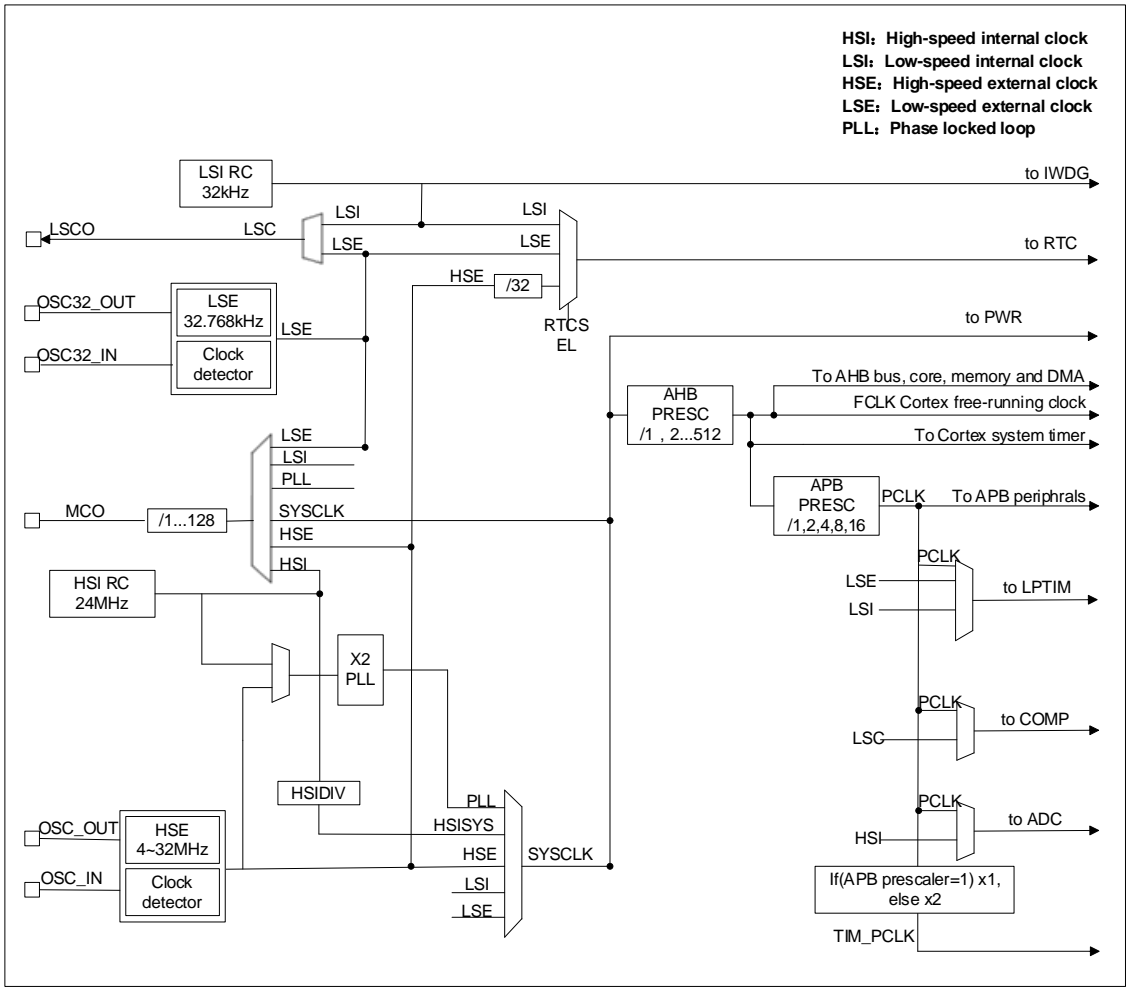 HSI: High-speed internal clock
LSI: Low-speed internal clock
HSE: High-speed external clock
LSE: Low-speed external clock
PLL: Phase locked loop
LSI RC
32kHz
to IWDG
LSI
LSI
LSCO
LSC
LSE
LSE
to RTC
HSE
/32
OSC32_OUT
LSE
32.768kHz
LSE
RTCS
EL
to PWR
OSC32_IN
Clock
detector
To AHB bus, core, memory and DMA
AHB
PRESC
/1 , 2...512
FCLK Cortex free-running clock
To Cortex system timer
LSE
LSI
PLL
APB
PRESC
/1,2,4,8,16
PCLK
To APB periphrals
MCO
/1...128
SYSCLK
HSE
HSI
PCLK
LSE
LSI
to LPTIM
HSI RC
24MHz
X2
PLL
PCLK
to COMP
LSC
HSIDIV
PLL
PCLK
to ADC
HSI
OSC_OUT
HSE
4~32MHz
HSISYS
HSE
SYSCLK
OSC_IN
Clock
detector
LSI
LSE
If(APB prescaler=1) x1,
else x2
TIM_PCLK